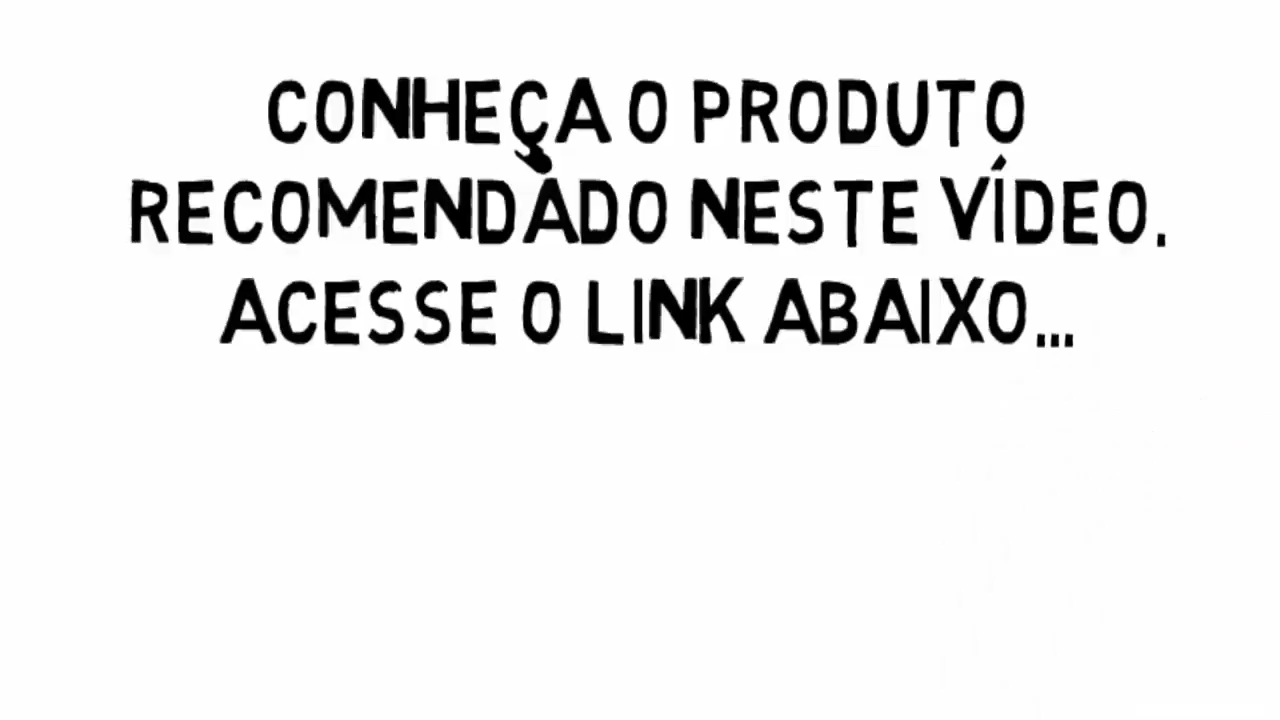 CONHEÇA O PRODUTO
RECOMENDADO NESTE VÍDEO.
ACESSE O LINK ABAIXO...